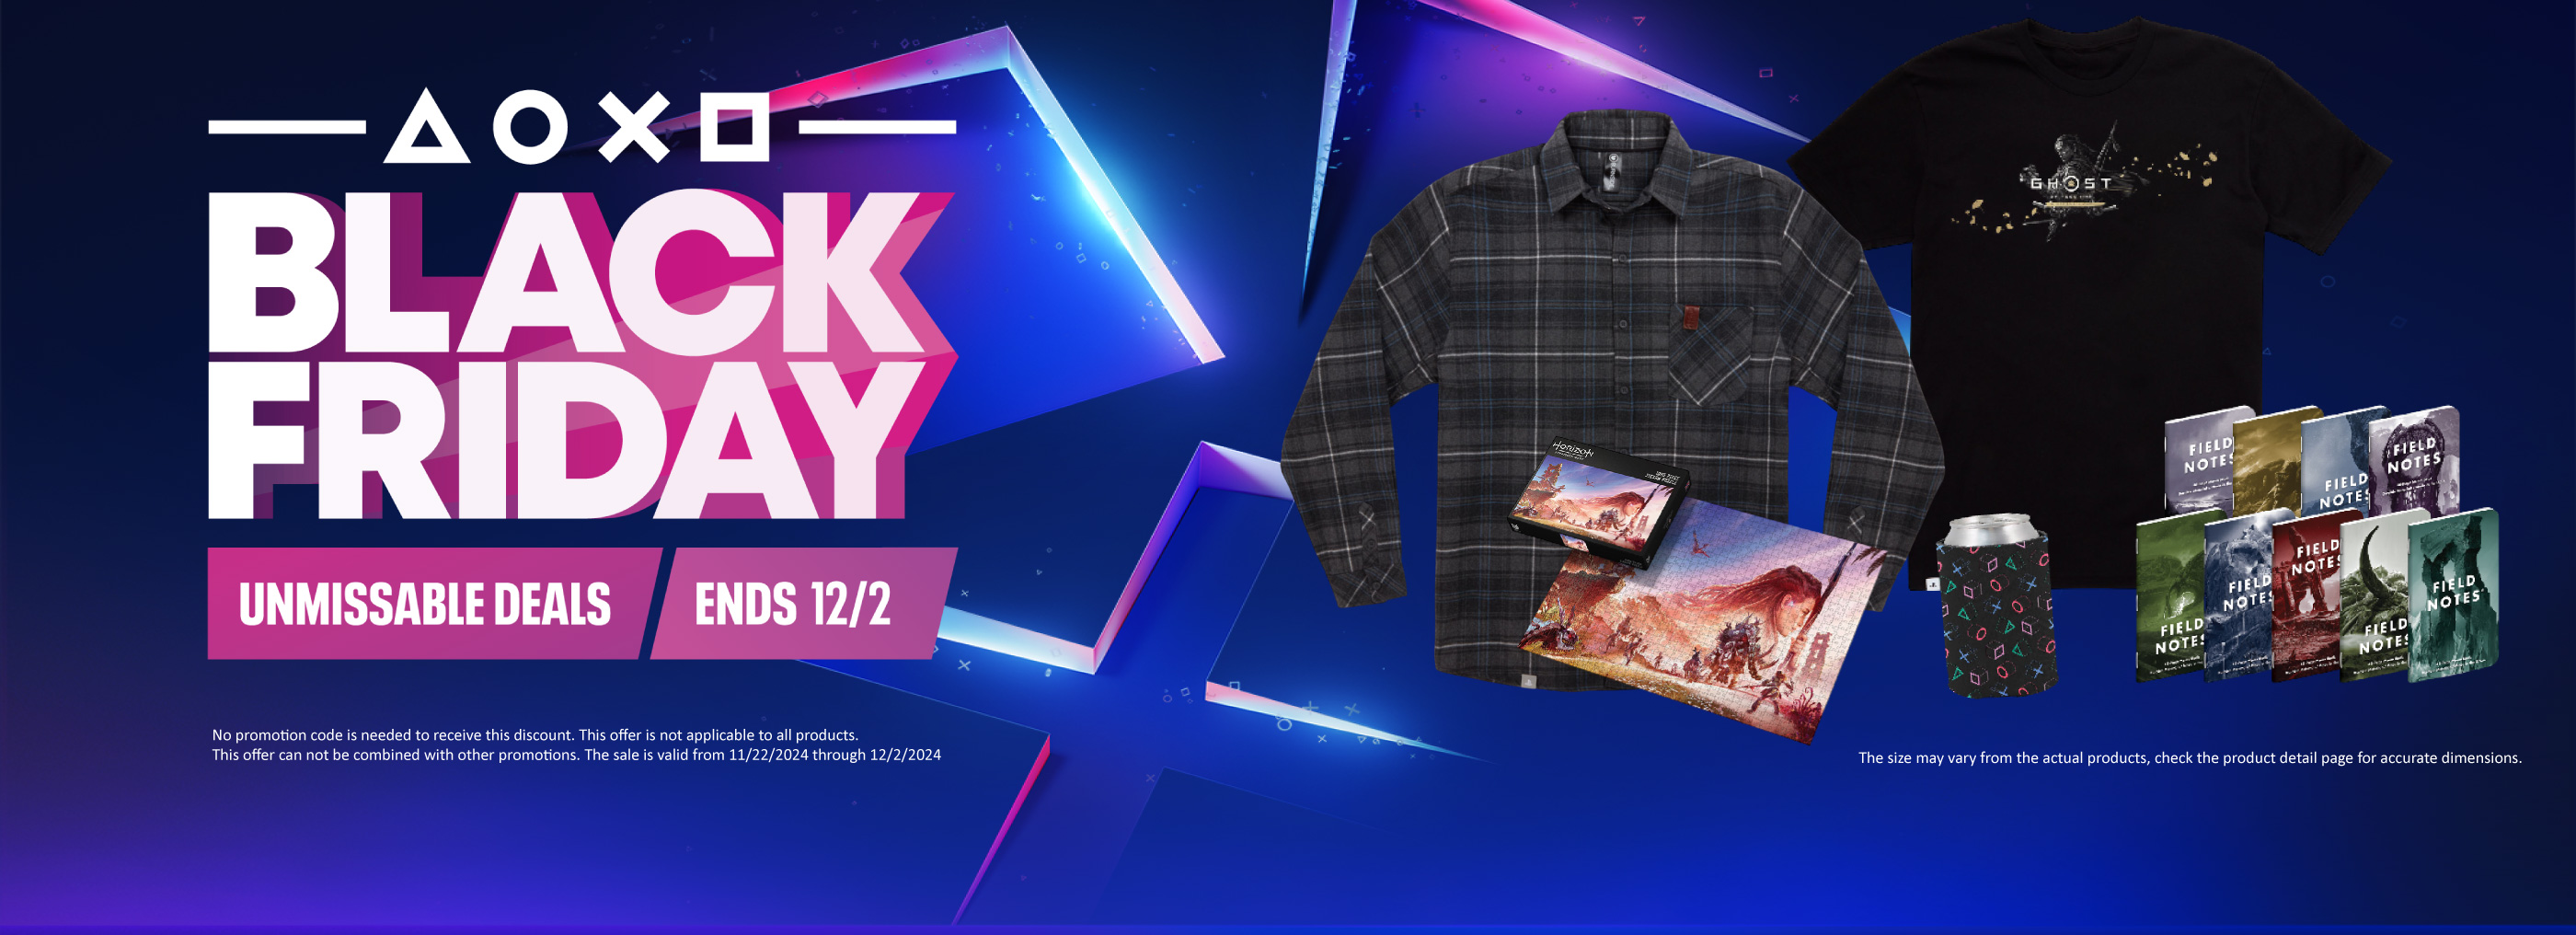 BLACK
FRIDAY
UNMISSABLE DEALS
ENDS 12/2
No promotion code is needed to receive this discount. This offer is not applicable to all products.
This offer can not be combined with other promotions. The sale is valid from 11/22/2024 through 12/2/2024
GHOST
HORIZON
FIELD
NOTES
FIELD
NOTES
FIELD
NOTES
FIELD
NOTES
FIELD
NOTES
FIELD
NOTES
FIELD
NOTES
FIELD
NOTES
The size may vary from the actual products, check the product detail page for accurate dimensions.